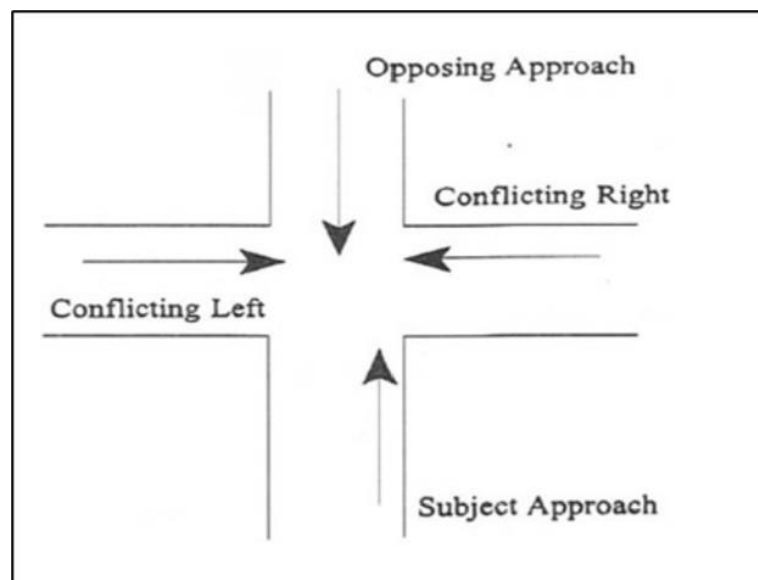 Opposing Approach
Conflicting Right
Conflicting Left
Subject Approach